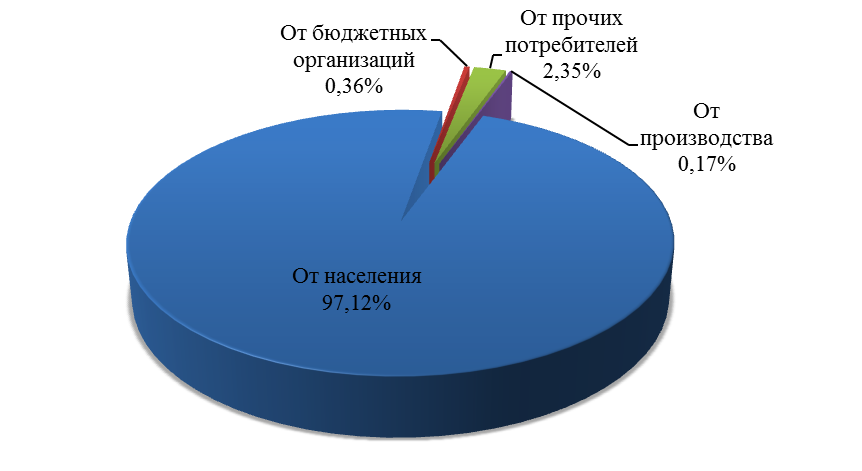 От бюджетных
организаций
0,36%
От прочих
потребителей
2,35%
От
производства
0,17%
От населения
97,12%